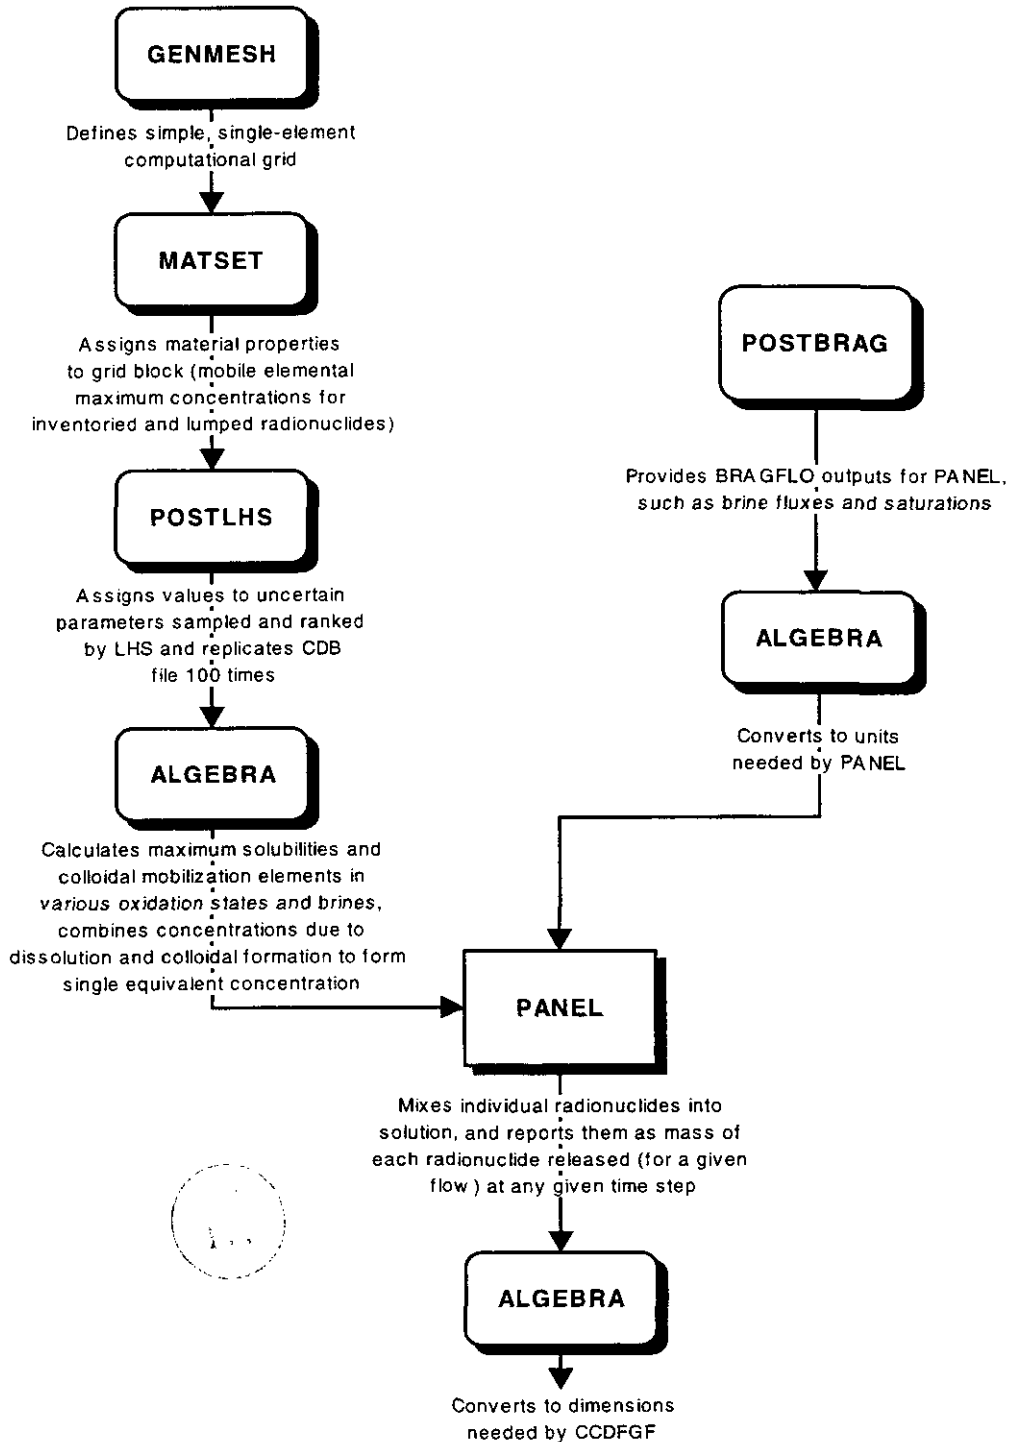 GENMESH
Defines simple, single-element
computational grid
MATSET
Assigns material properties
to grid block (mobile elemental
maximum concentrations for
inventoried and lumped radionuclides)
POSTLHS
Assigns values to uncertain
parameters sampled and ranked
by LHS and replicates CDB
file 100 times
ALGEBRA
Calculates maximum solubilities and
colloidal mobilization elements in
various oxidation states and brines,
combines concentrations due to
dissolution and colloidal formation to form
single equivalent concentration
POSTBRAG
Provides BRAGFLO outputs for PANEL,
such as brine fluxes and saturations
ALGEBRA
Converts to units
needed by PANEL
PANEL
Mixes individual radionuclides into
solution, and reports them as mass of
each radionuclide released (for a given
flow) at any given time step
ALGEBRA
Converts to dimensions
needed by CCDFGF